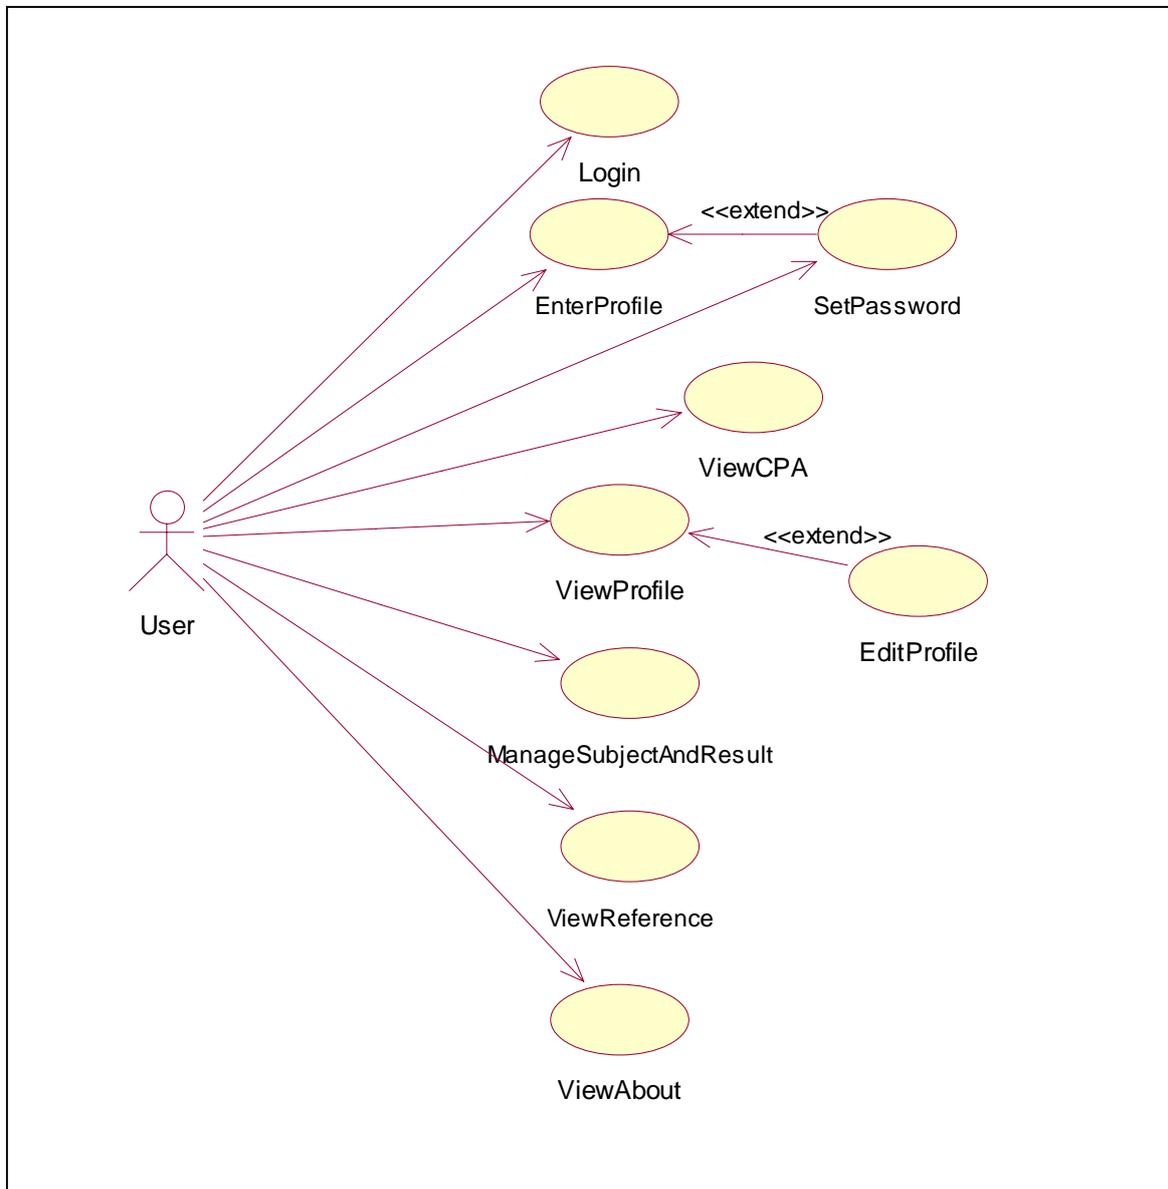 Login
<<extend>>
EnterProfile
SetPassword
ViewCPA
<<extend>>
ViewProfile
User
EditProfile
ManageSubjectAndResult
ViewReference
ViewAbout